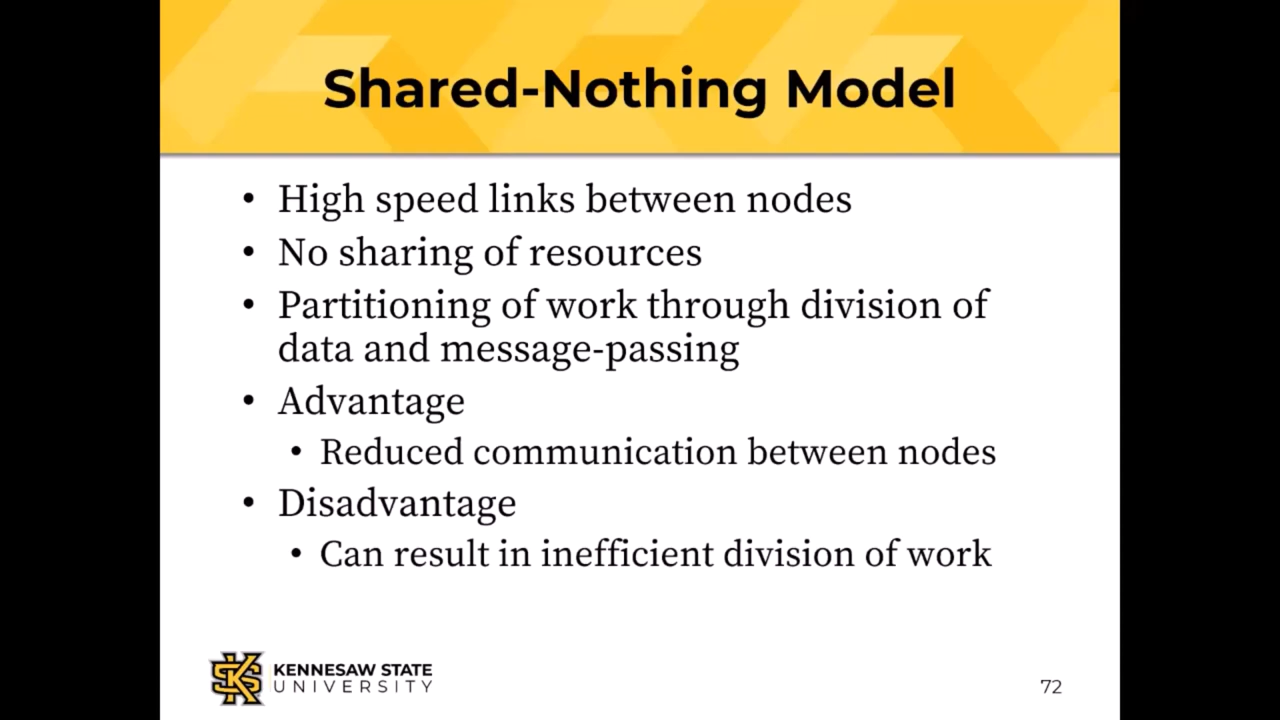 Shared-Nothing Model
• High speed links between nodes
• No sharing of resources
• Partitioning of work through division of
data and message-passing
• Advantage
• Reduced communication between nodes
• Disadvantage
• Can result in inefficient division of work
KENNESAW STATE
UNIVERSITY
72